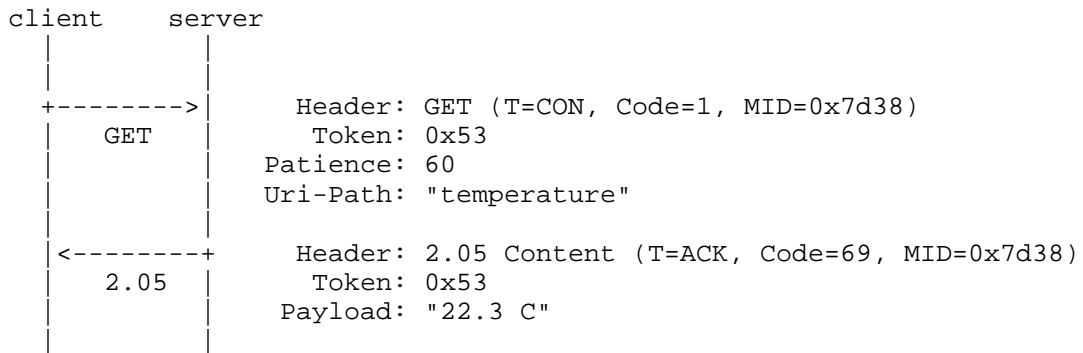 client server
+--------->| Header: GET (T=CON, Code=1, MID=0x7d38)
| GET | Token: 0x53
| | Patience: 60
| | Uri-Path: "temperature"
|<--------+ Header: 2.05 Content (T=ACK, Code=69, MID=0x7d38)
| 2.05 | Token: 0x53
| | Payload: "22.3 C"